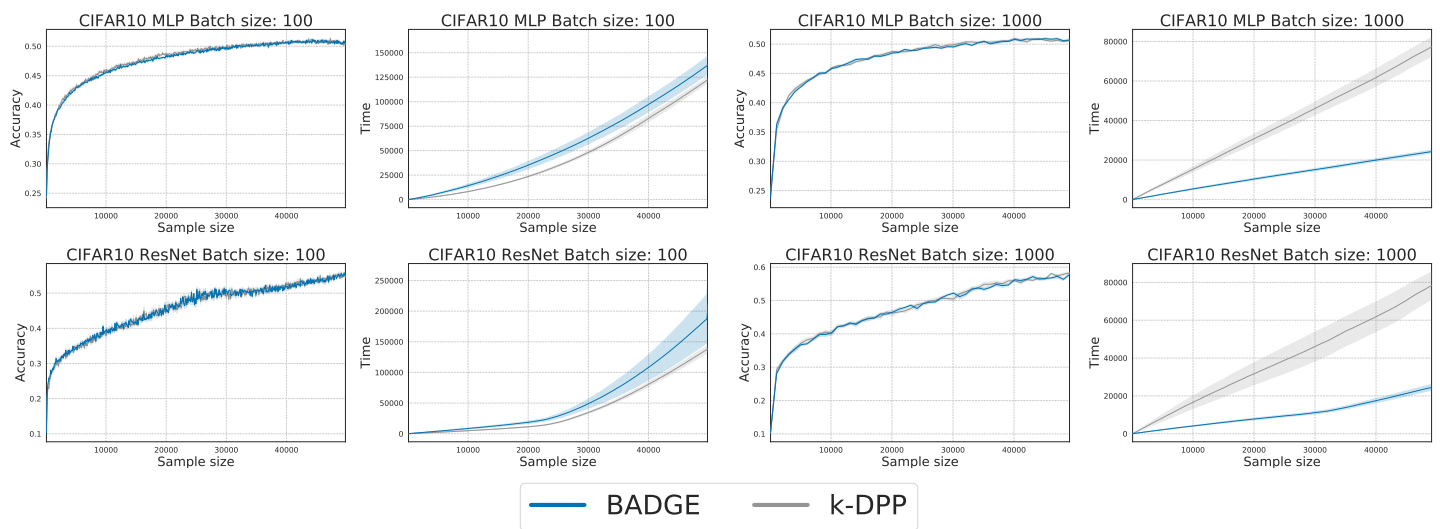 CIFAR10 MLP Batch size: 100
Accuracy
0.50
0.45
0.40
0.35
0.30
0.25
10000 20000 30000 40000
Sample size
CIFAR10 MLP Batch size: 100
Time
150000
125000
100000
75000
50000
25000
0
10000 20000 30000 40000
Sample size
CIFAR10 MLP Batch size: 1000
Accuracy
0.50
0.45
0.40
0.35
0.30
0.25
10000 20000 30000 40000
Sample size
CIFAR10 MLP Batch size: 1000
Time
80000
60000
40000
20000
0
10000 20000 30000 40000
Sample size
CIFAR10 ResNet Batch size: 100
Accuracy
0.5
0.4
0.3
0.2
0.1
10000 20000 30000 40000
Sample size
CIFAR10 ResNet Batch size: 100
Time
250000
200000
150000
100000
50000
0
10000 20000 30000 40000
Sample size
CIFAR10 ResNet Batch size: 1000
Accuracy
0.6
0.5
0.4
0.3
0.2
0.1
10000 20000 30000 40000
Sample size
CIFAR10 ResNet Batch size: 1000
Time
80000
60000
40000
20000
0
10000 20000 30000 40000
Sample size
BADGE k-DPP